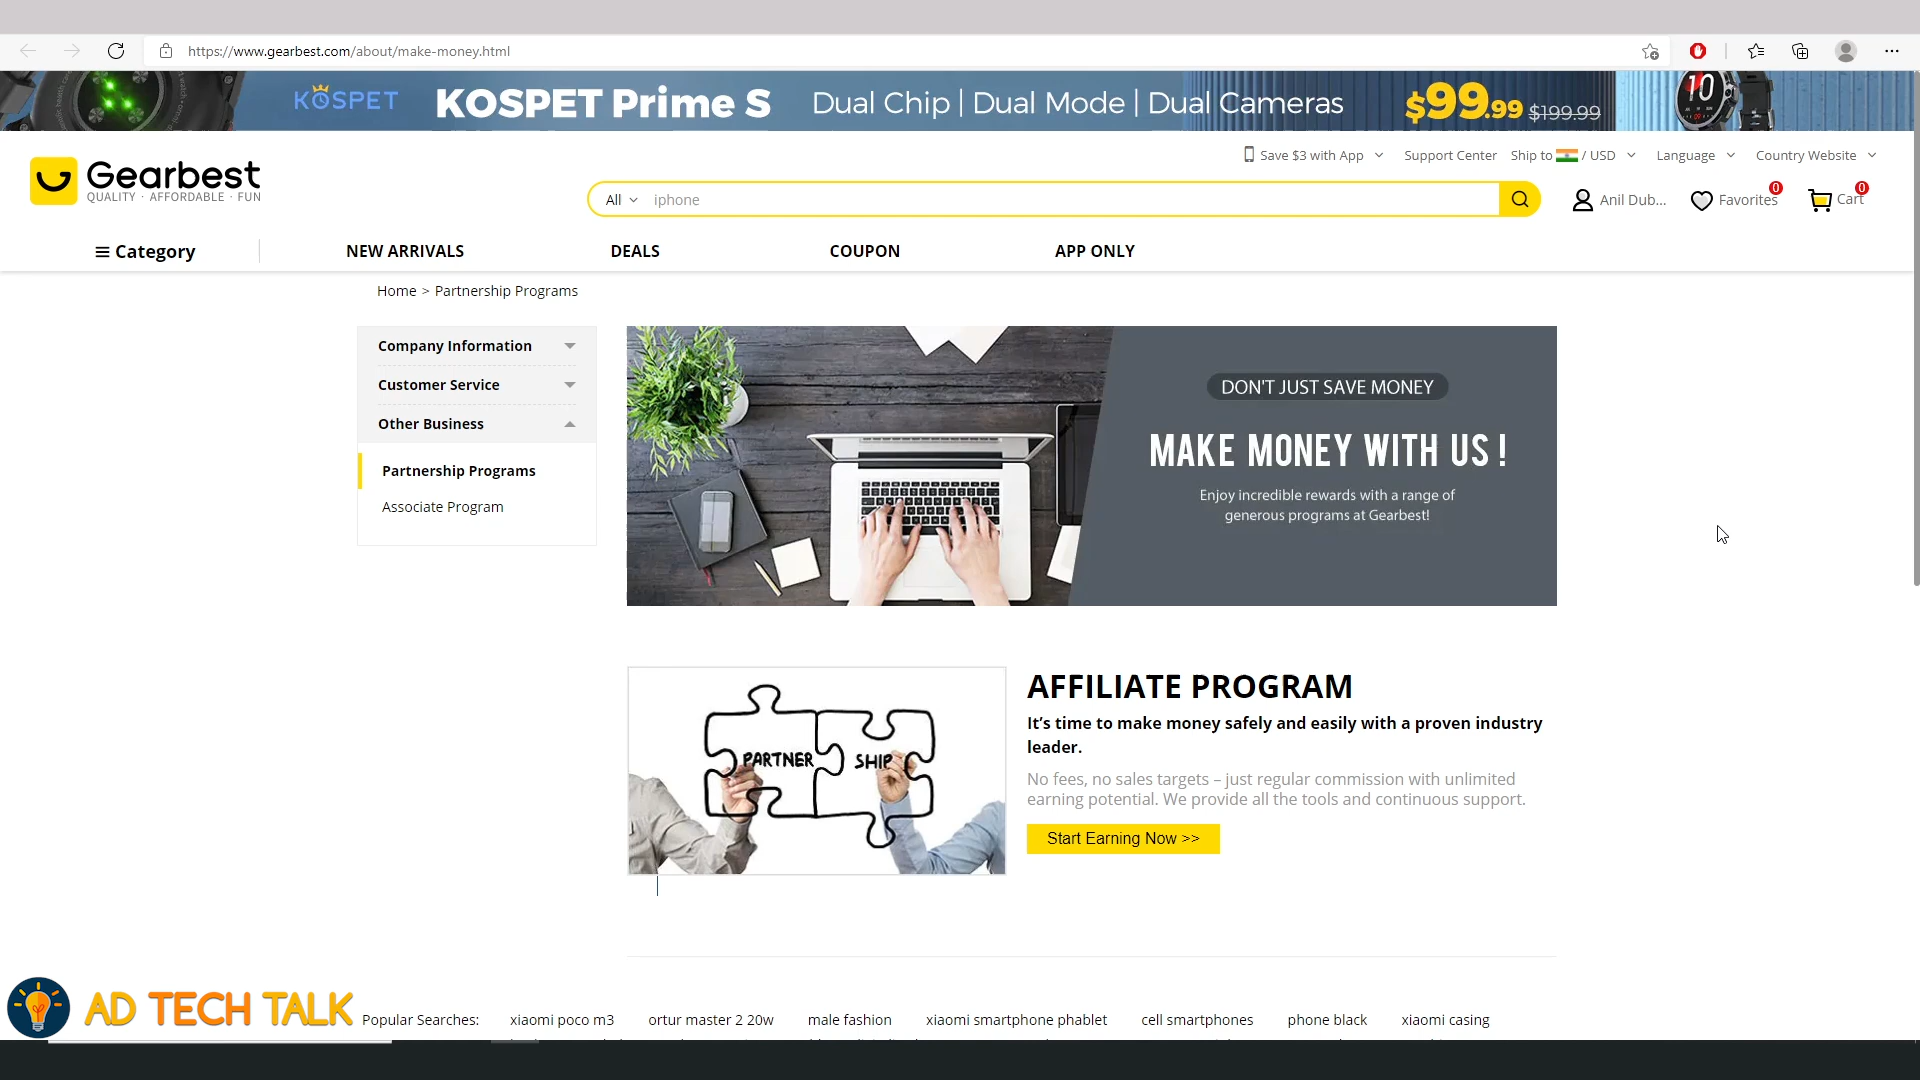 https://www.gearbest.com/about/make-money.html
KOSPET KOSPET Prime S Dual Chip | Dual Mode | Dual Cameras $99.99 $199.99
10
Save $3 with App Support Center Ship to / USD Language Country Website
Gearbest
QUALITY · AFFORDABLE · FUN
All iphone
Anil Dub... Favorites 0 Cart 0
Category NEW ARRIVALS DEALS COUPON APP ONLY
Home > Partnership Programs
Company Information
Customer Service
Other Business
Partnership Programs
Associate Program
DON'T JUST SAVE MONEY
MAKE MONEY WITH US !
Enjoy incredible rewards with a range of
generous programs at Gearbest!
PARTNER SHIP
AFFILIATE PROGRAM
It’s time to make money safely and easily with a proven industry
leader.
No fees, no sales targets – just regular commission with unlimited
earning potential. We provide all the tools and continuous support.
Start Earning Now >>
AD TECH TALK
Popular Searches: xiaomi poco m3 ortur master 2 20w male fashion xiaomi smartphone phablet cell smartphones phone black xiaomi casing